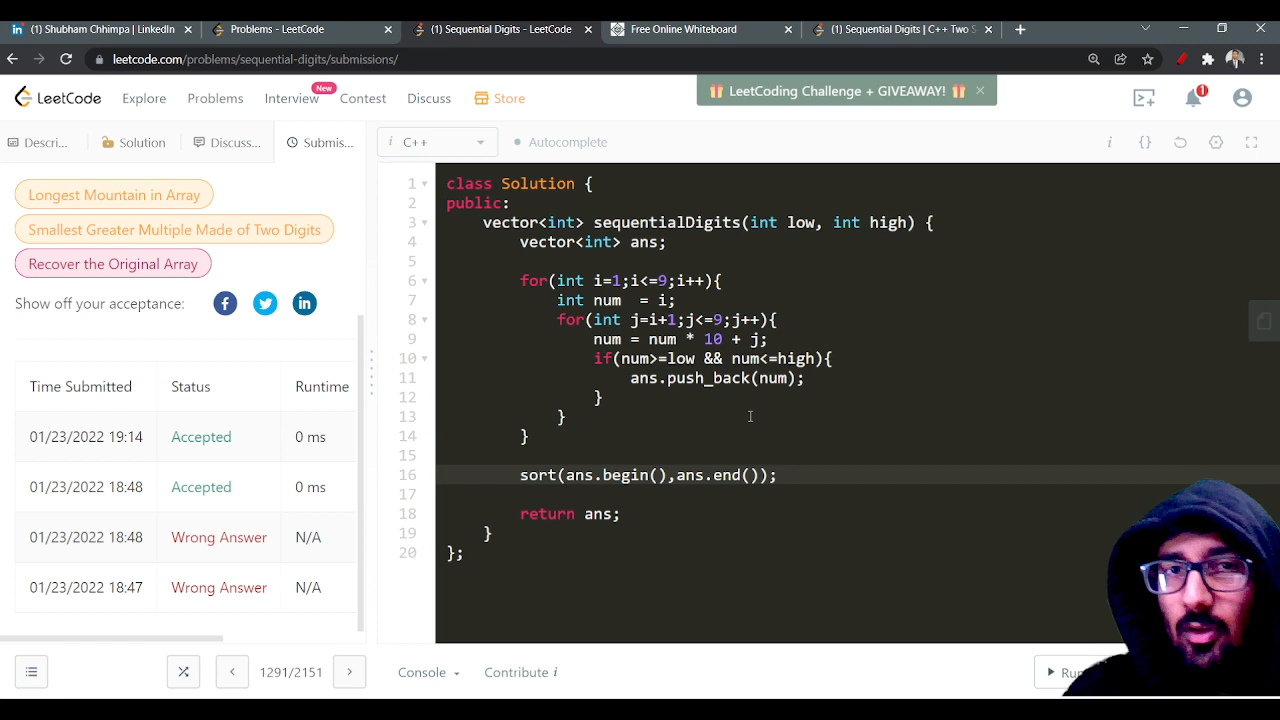 (1) Shubham Chhimpa | LinkedIn
Problems - LeetCode
(1) Sequential Digits - LeetCode
Free Online Whiteboard
(1) Sequential Digits | C++ Two S
leetcode.com/problems/sequential-digits/submissions/
LeetCode
Explore
Problems
Interview
New
Contest
Discuss
Store
LeetCoding Challenge + GIVEAWAY!
1
Descri...
Solution
Discuss...
Submis...
i C++
Autocomplete
i
{}
Longest Mountain in Array
Smallest Greater Multiple Made of Two Digits
Recover the Original Array
Show off your acceptance:
Time Submitted Status Runtime
01/23/2022 19:14 Accepted 0 ms
01/23/2022 18:48 Accepted 0 ms
01/23/2022 18:48 Wrong Answer N/A
01/23/2022 18:47 Wrong Answer N/A
1 class Solution {
2 public:
3 vector<int> sequentialDigits(int low, int high) {
4 vector<int> ans;
5
6 for(int i=1;i<=9;i++){
7 int num  = i;
8 for(int j=i+1;j<=9;j++){
9 num = num * 10 + j;
10 if(num>=low && num<=high){
11 ans.push_back(num);
12 }
13 }
14 }
15
16 sort(ans.begin(),ans.end());
17
18 return ans;
19 }
20 };
1291/2151
Console
Contribute i